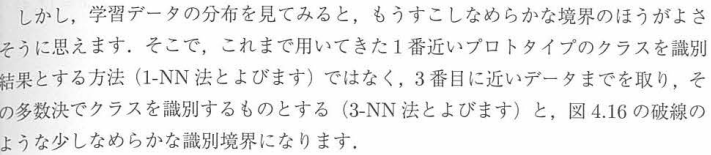 しかし，学習データの分布を見てみると，もうすこしなめらかな境界のほうがよさ
そうに思えます．そこで，これまで用いてきた 1 番近いプロトタイプのクラスを識別
結果とする方法（1-NN 法とよびます）ではなく，3 番目に近いデータまでを取り，そ
の多数決でクラスを識別するものとする（3-NN 法とよびます）と，図 4.16 の破線の
ような少しなめらかな識別境界になります．